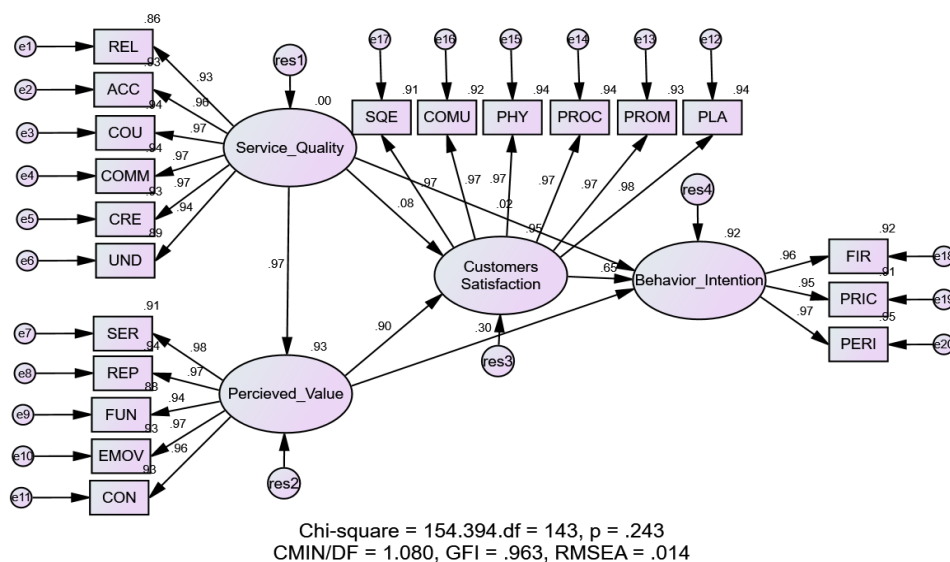 .86
e1
REL
.93
.93
e2
ACC
.96
.94
e3
COU
.97
.94
e4
COMM
.97
.93
e5
CRE
.97
.89
e6
UND
.94
res1
.00
Service_Quality
e17
e16
e15
e14
e13
e12
.91
.92
.94
.94
.93
.94
SQE
COMU
PHY
PROC
PROM
PLA
.97
.97
.97
.97
.97
.98
.08
.02
.97
.95
Customers
Satisfaction
res3
.65
.90
.30
res4
.92
Behavior_Intention
.96
.95
.97
.92
FIR
e18
.91
PRIC
e19
.95
PERI
e20
.91
e7
SER
.98
.94
e8
REP
.97
.88
e9
FUN
.94
.93
e10
EMOV
.97
.93
e11
CON
.96
.93
Percieved_Value
res2
Chi-square = 154.394.df = 143, p = .243
CMIN/DF = 1.080, GFI = .963, RMSEA = .014